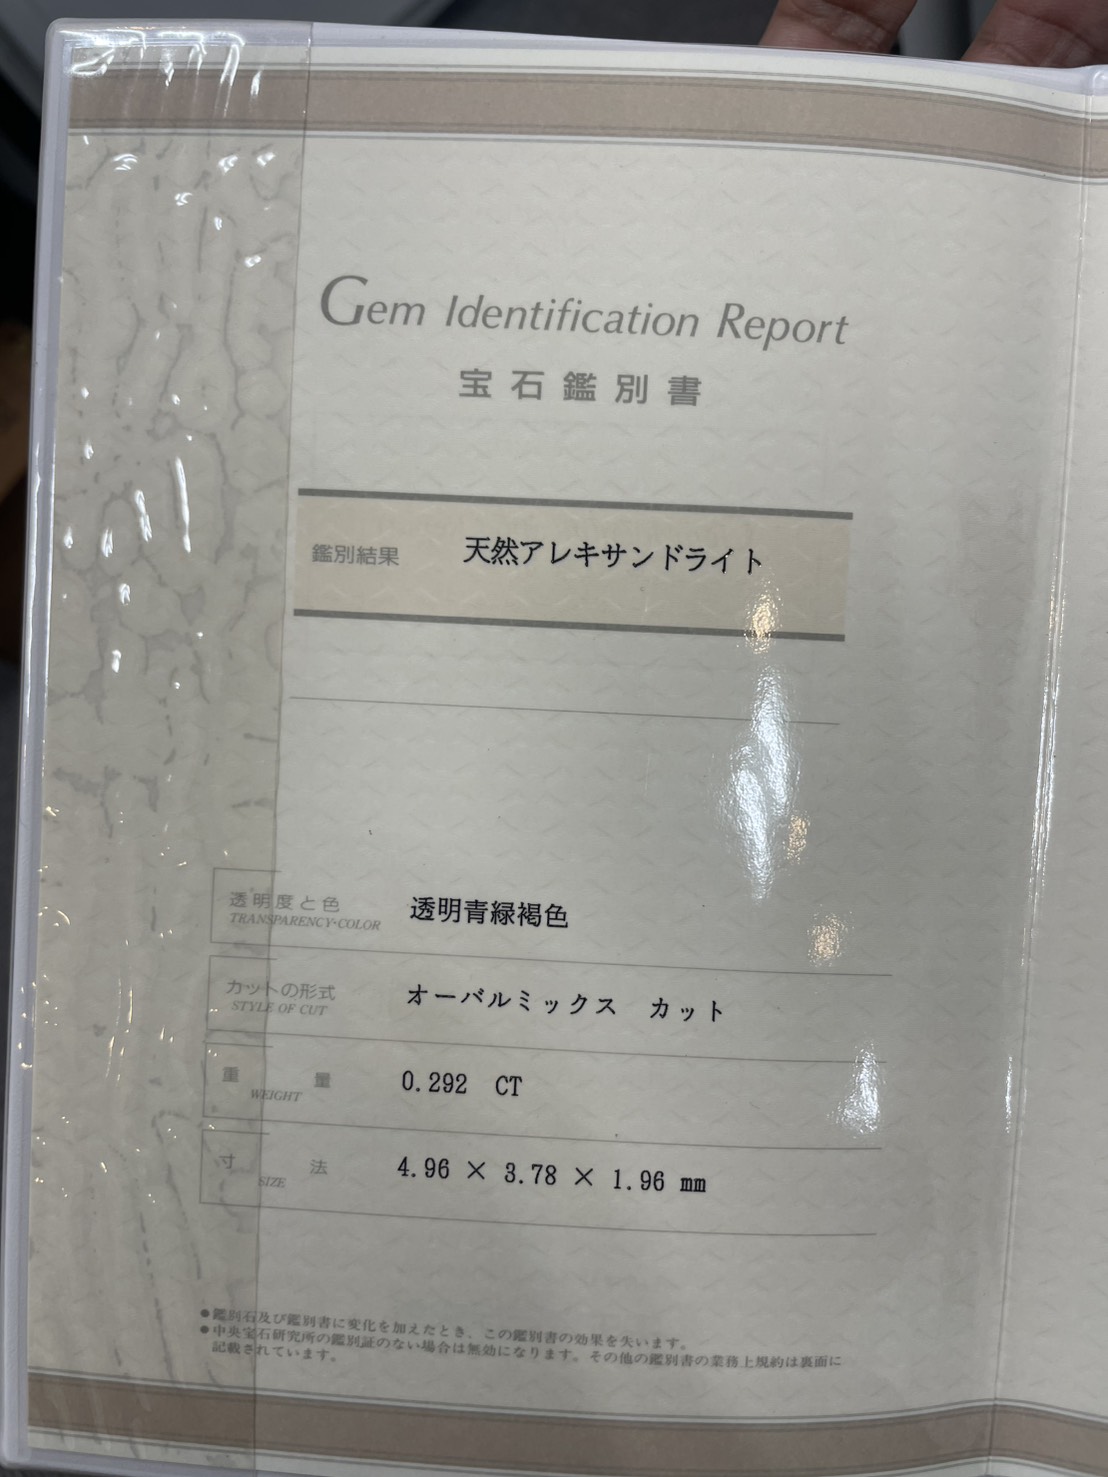 Gem Identification Report
宝石鑑別書
鑑別結果 天然アレキサンドライト
透明度と色 透明青緑褐色
TRANSPARENCY・COLOR
カットの形式 オーバルミックス カット
STYLE OF CUT
重量 0.292 CT
WEIGHT
寸法 4.96 × 3.78 × 1.96 mm
SIZE
●鑑別石及び鑑別書に変化を加えたとき、この鑑別書の効果を失います。
●中央宝石研究所の鑑別証のない場合は無効になります。その他の鑑別書の業務上規約は裏面に
記載されています。